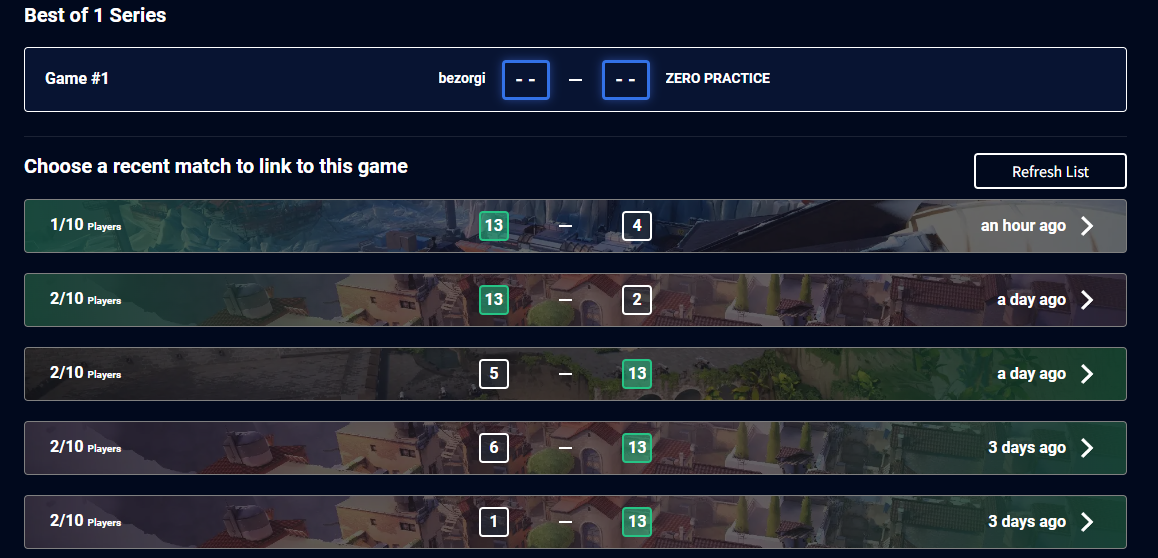 Best of 1 Series
Game #1 bezorgi - - — - - ZERO PRACTICE
Choose a recent match to link to this game Refresh List
1/10 Players 13 — 4 an hour ago
2/10 Players 13 — 2 a day ago
2/10 Players 5 — 13 a day ago
2/10 Players 6 — 13 3 days ago
2/10 Players 1 — 13 3 days ago